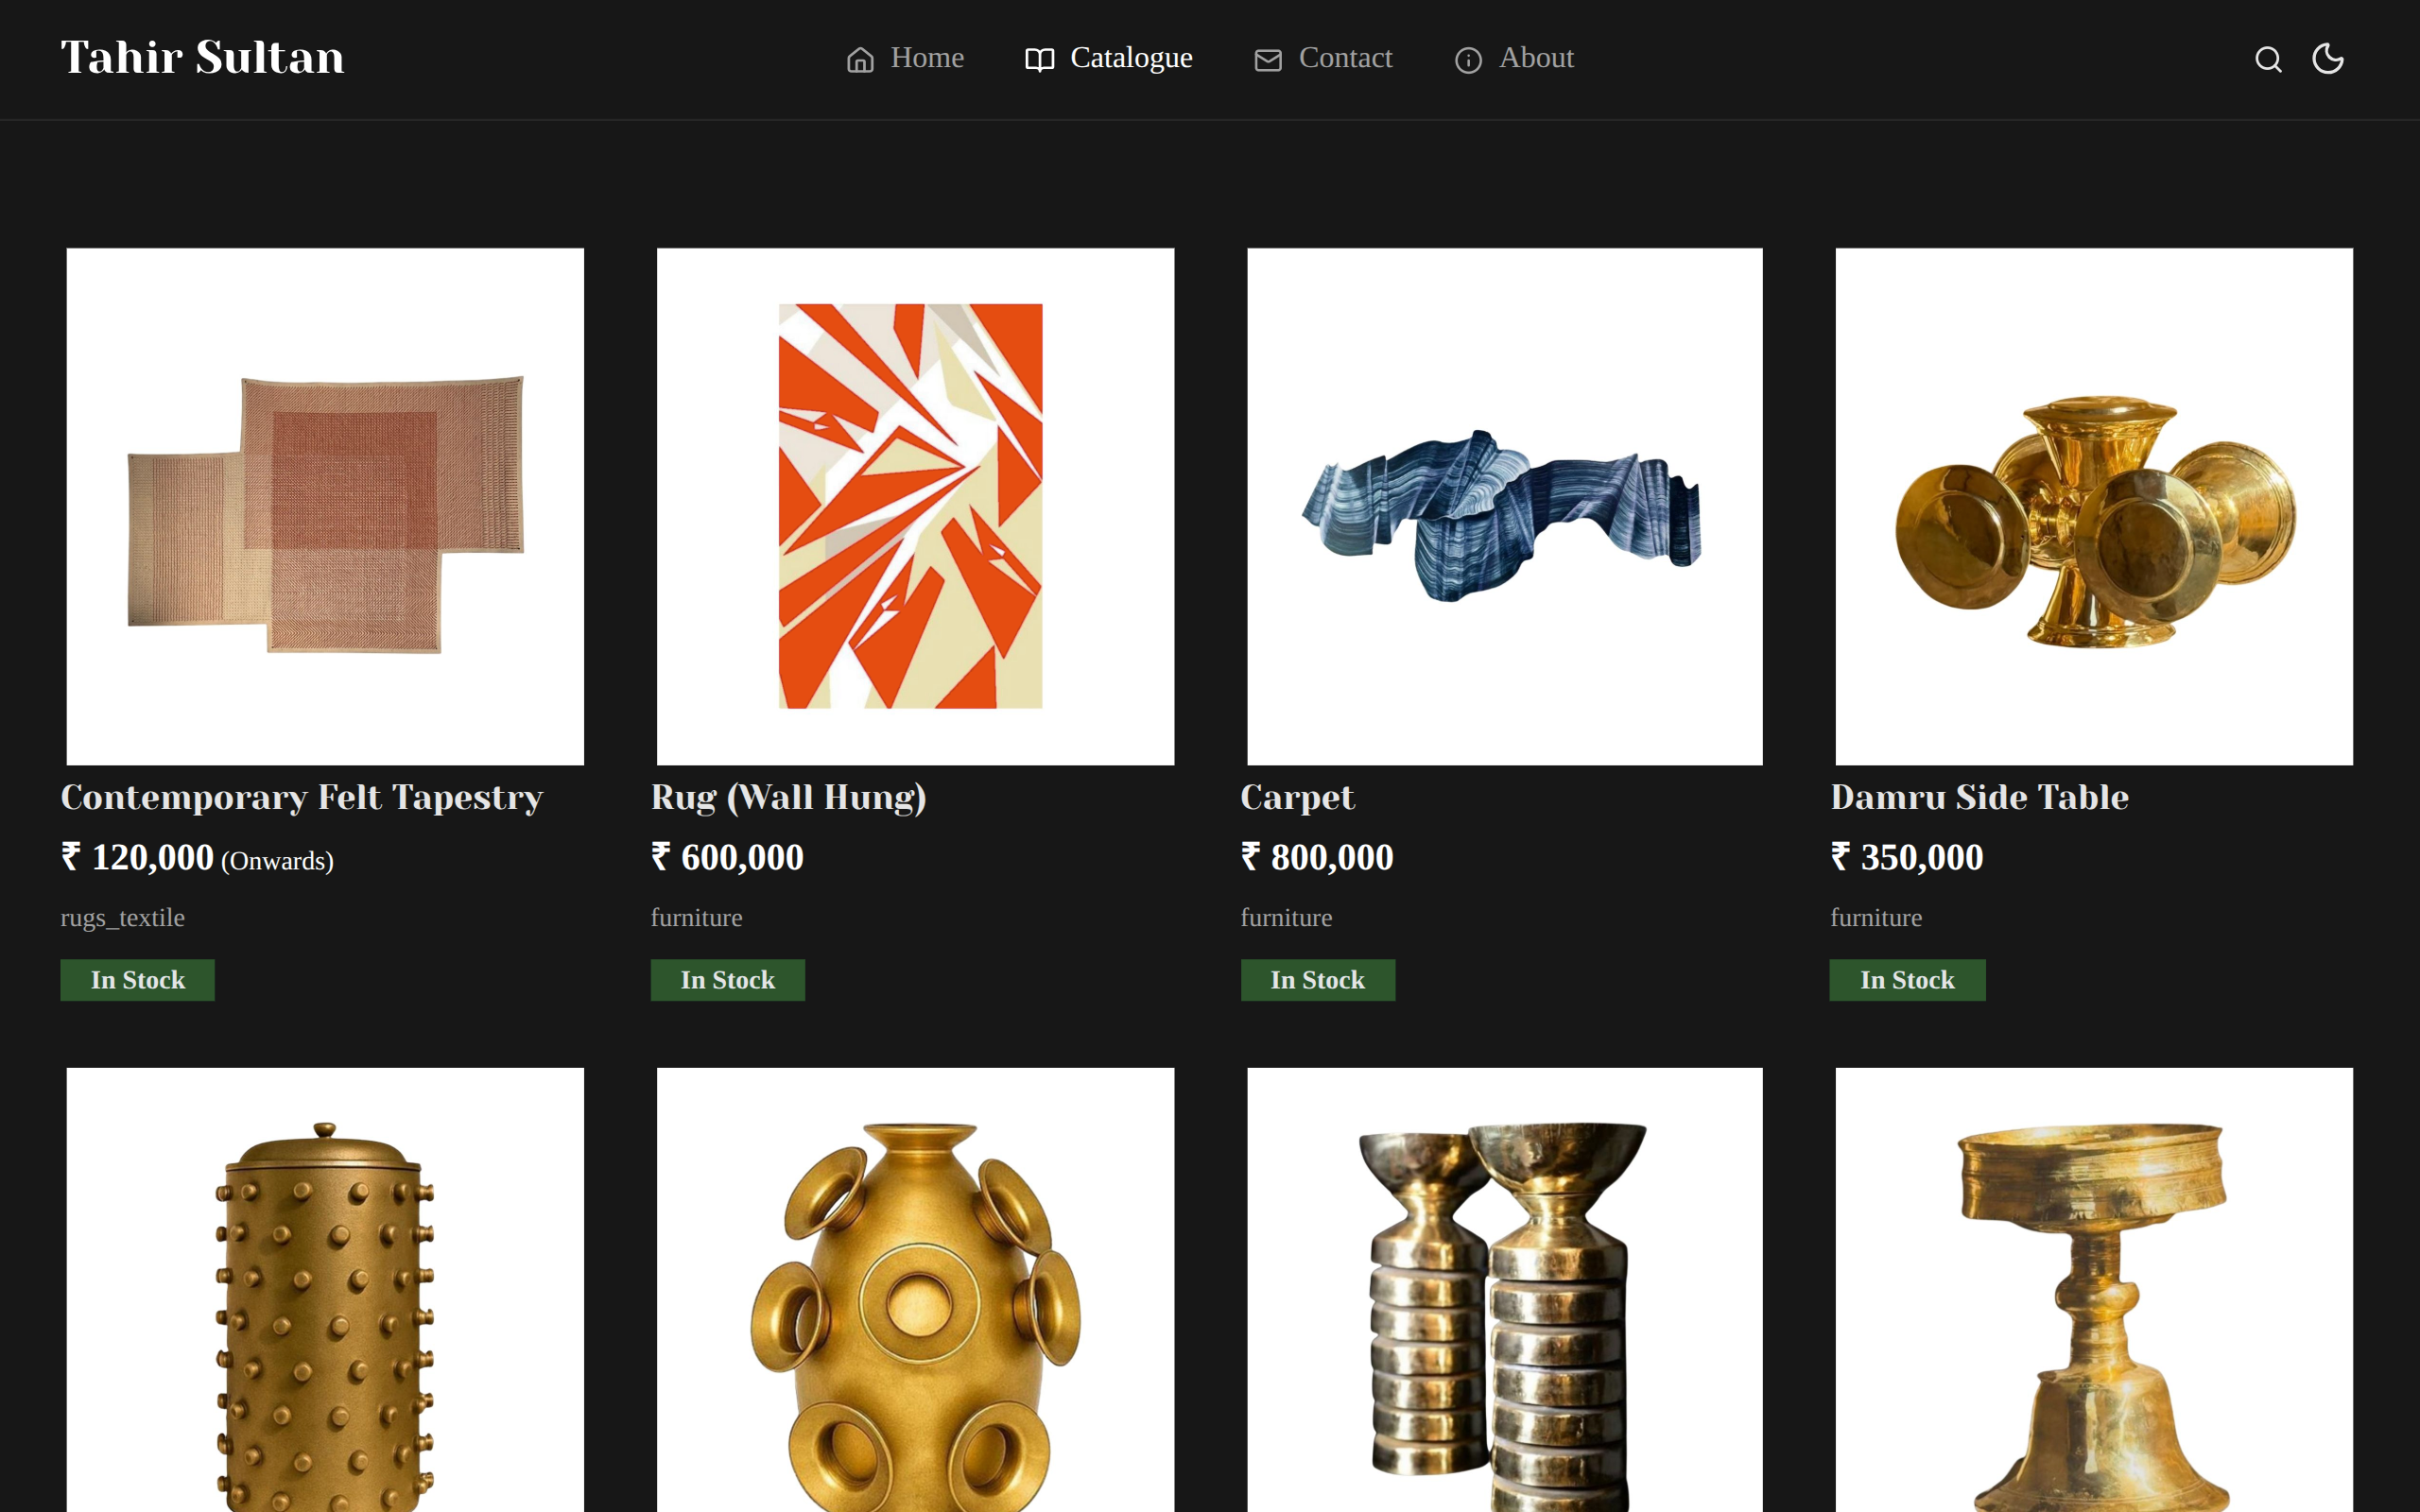 Tahir Sultan
Home
Catalogue
Contact
About
Contemporary Felt Tapestry
₹ 120,000 (Onwards)
rugs_textile
In Stock
Rug (Wall Hung)
₹ 600,000
furniture
In Stock
Carpet
₹ 800,000
furniture
In Stock
Damru Side Table
₹ 350,000
furniture
In Stock